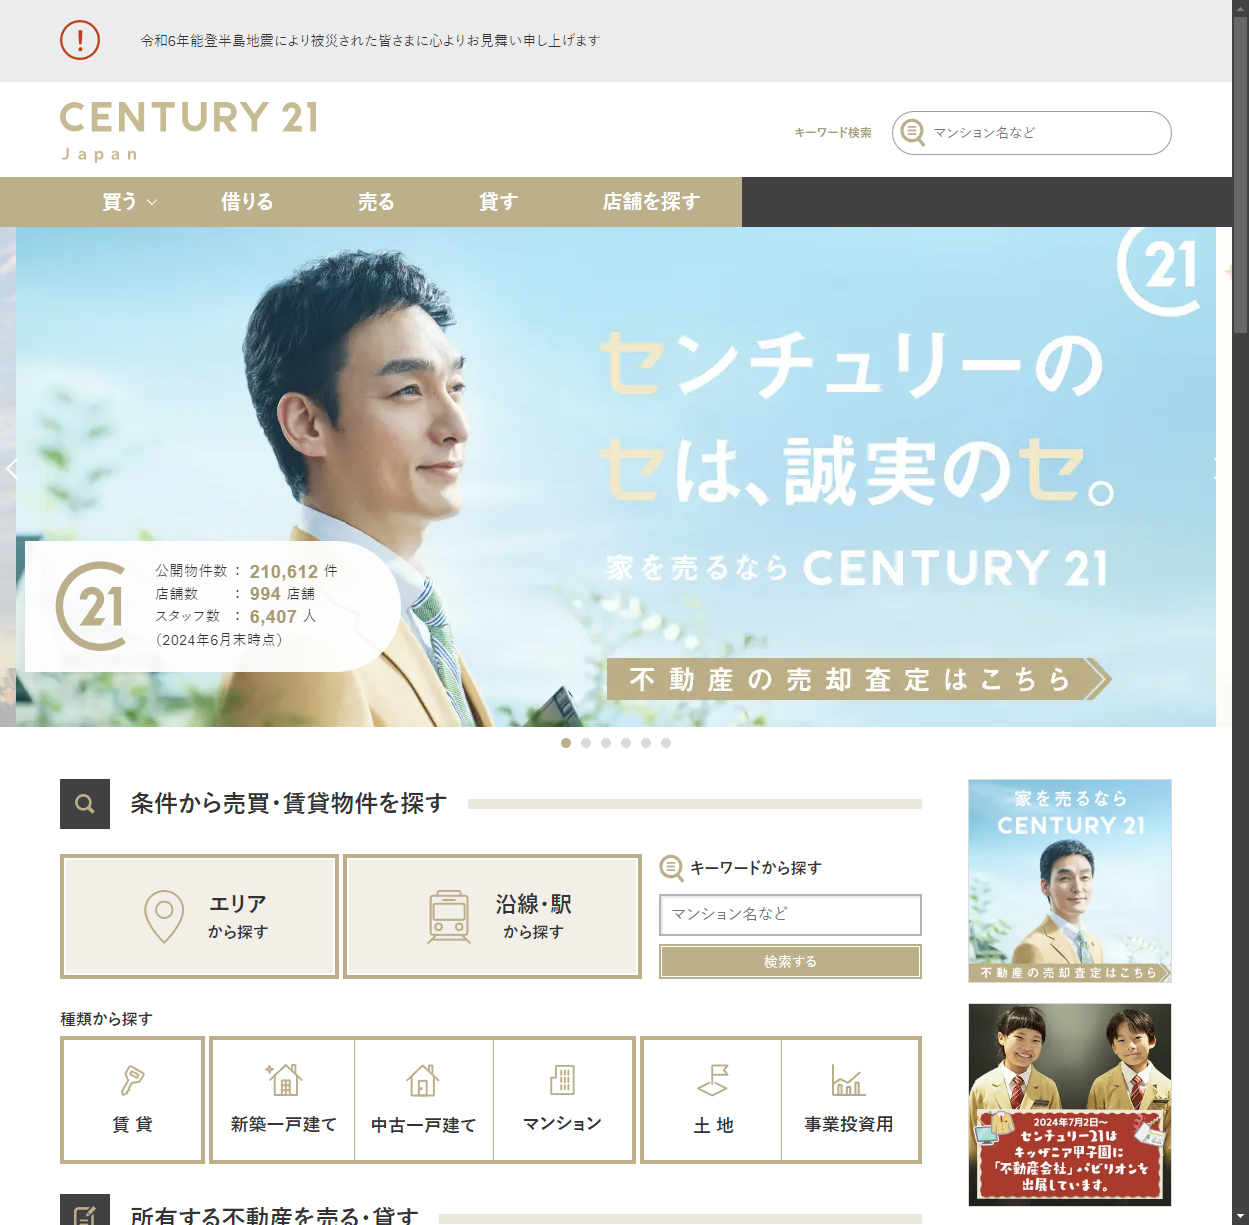 令和6年能登半島地震により被災された皆さまに心よりお見舞い申し上げます
CENTURY 21
Japan
キーワード検索
マンション名など
買う
借りる
売る
貸す
店舗を探す
21
センチュリーの
セは、誠実のセ。
家を売るなら CENTURY 21
不動産の売却査定はこちら
21
公開物件数 : 210,612 件
店舗数 : 994 店舗
スタッフ数 : 6,407 人
(2024年6月末時点)
条件から売買・賃貸物件を探す
エリア
から探す
沿線・駅
から探す
キーワードから探す
マンション名など
検索する
種類から探す
賃 貸
新築一戸建て
中古一戸建て
マンション
土 地
事業投資用
所有する不動産を売る・貸す
家を売るなら
CENTURY 21
不動産の売却査定はこちら
2024年7月2日〜
センチュリー21は
キッザニア甲子園に
「不動産会社」パビリオンを
出展しています。